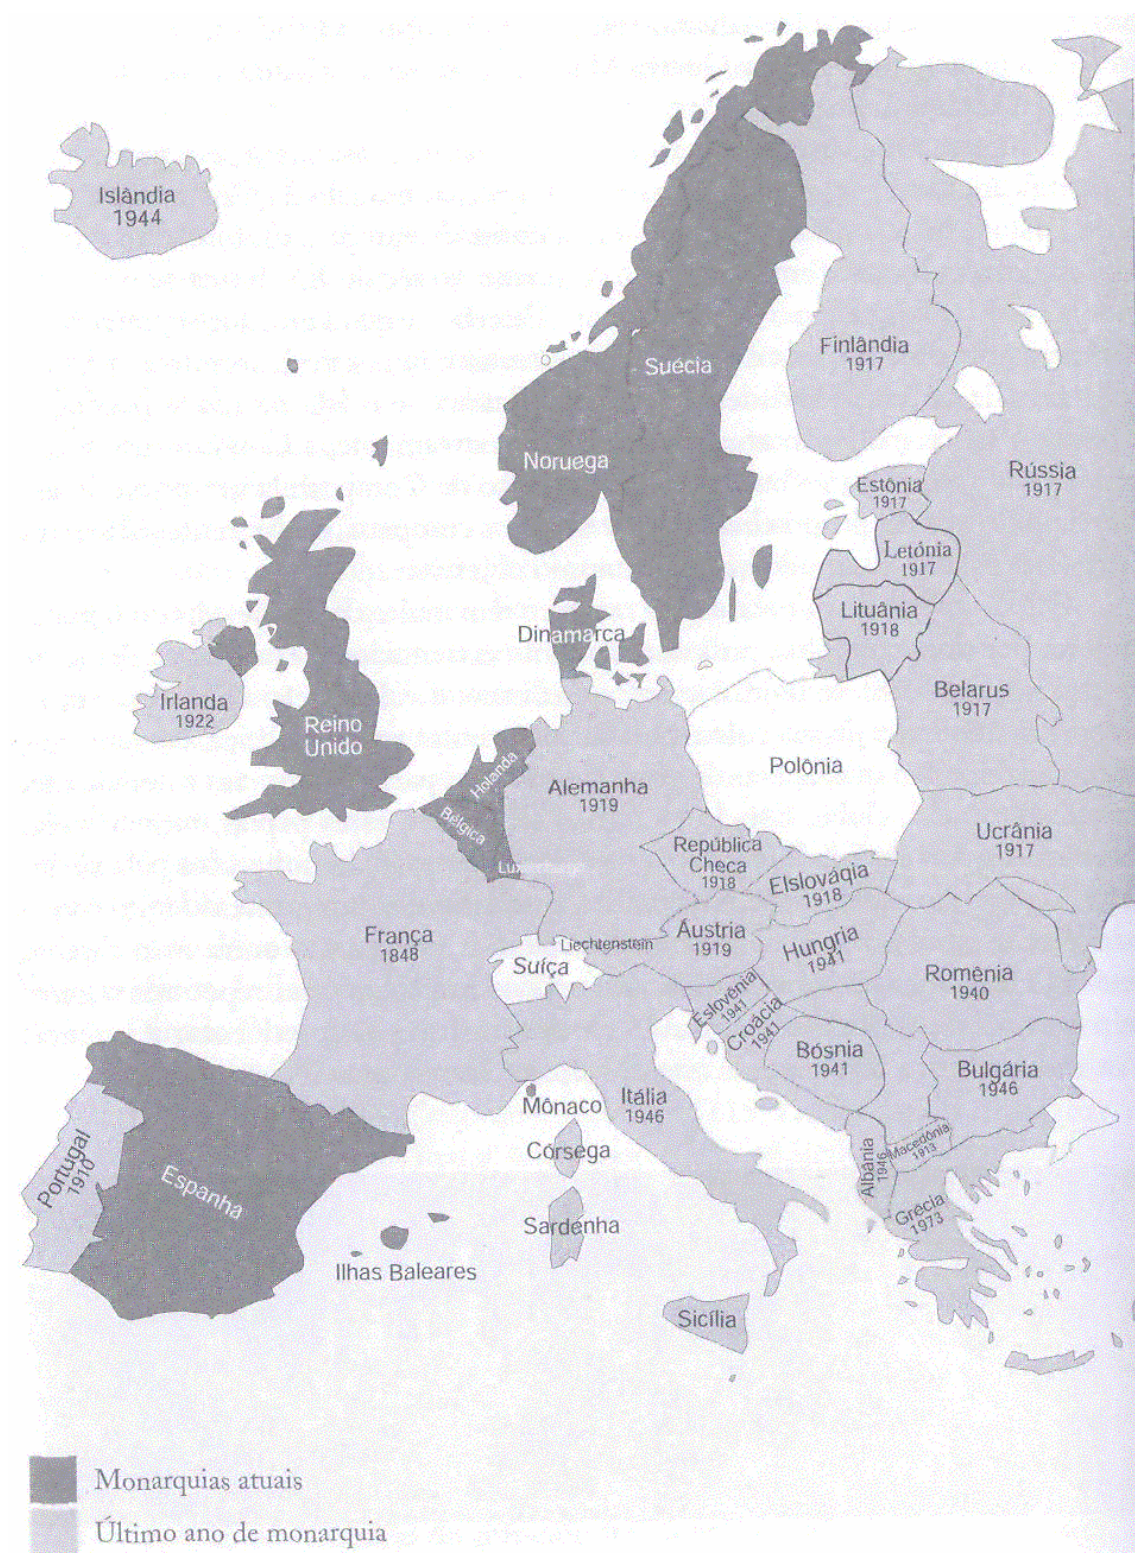 Islândia
1944
Suécia
Finlândia
1917
Noruega
Rússia
1917
Estônia
1917
Letónia
1917
Lituânia
1918
Dinamarca
Irlanda
1922
Belarus
1917
Reino
Unido
Holanda
Polônia
Alemanha
1919
Bélgica
Ucrânia
1917
República
Checa
1918
Elslováqia
1918
França
1848
Liechtenstein
Áustria
1919
Hungria
1941
Suíça
Romênia
1940
Eslovênia
1941
Croácia
1941
Bósnia
1941
Bulgária
1946
Mônaco
Itália
1946
Portugal
1910
Córsega
Albânia
1946
Macedônia
1913
Espanha
Grécia
1973
Sardenha
Ilhas Baleares
Sicília
Monarquias atuais
Último ano de monarquia